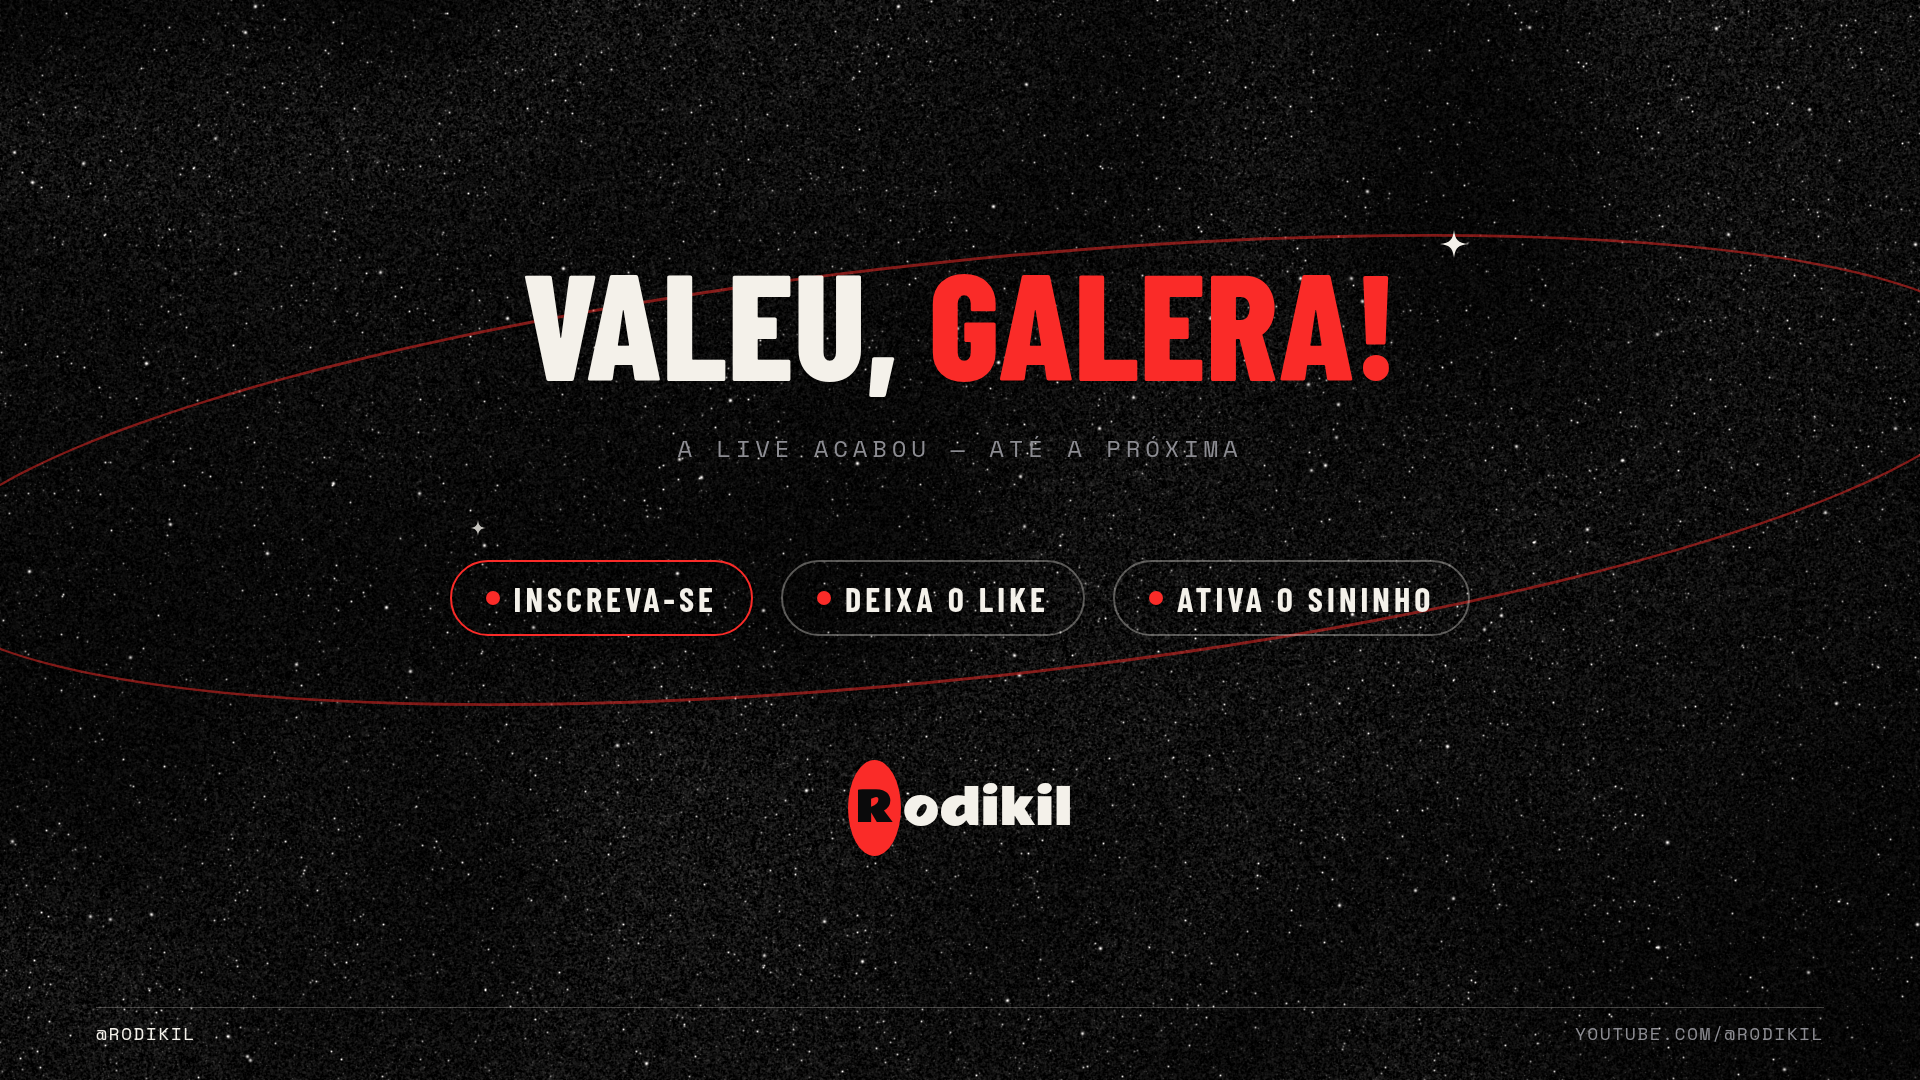 VALEU, GALERA!
A LIVE ACABOU — ATÉ A PRÓXIMA
INSCREVA-SE
DEIXA O LIKE
ATIVA O SININHO
Rodikil
@RODIKIL
YOUTUBE.COM/@RODIKIL